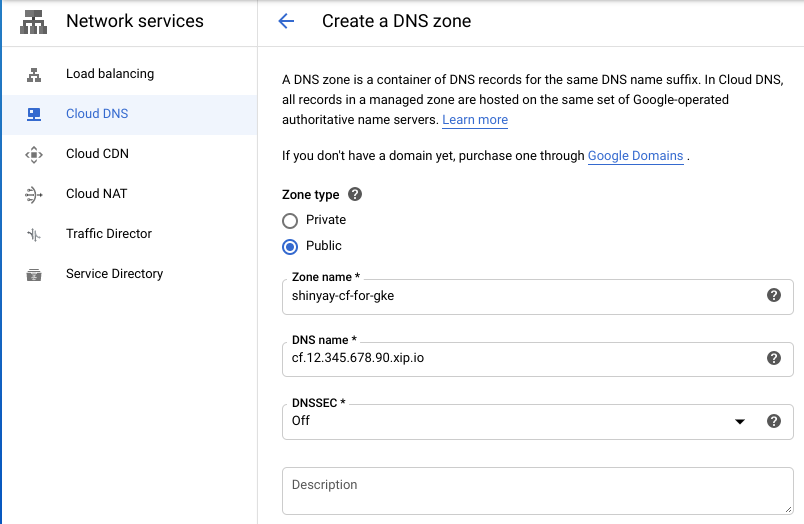 Network services
Create a DNS zone
Load balancing
Cloud DNS
Cloud CDN
Cloud NAT
Traffic Director
Service Directory
A DNS zone is a container of DNS records for the same DNS name suffix. In Cloud DNS,
all records in a managed zone are hosted on the same set of Google-operated
authoritative name servers. Learn more
If you don't have a domain yet, purchase one through Google Domains .
Zone type ?
Private
Public
Zone name *
shinyay-cf-for-gke ?
DNS name *
cf.12.345.678.90.xip.io ?
DNSSEC *
Off ?
Description